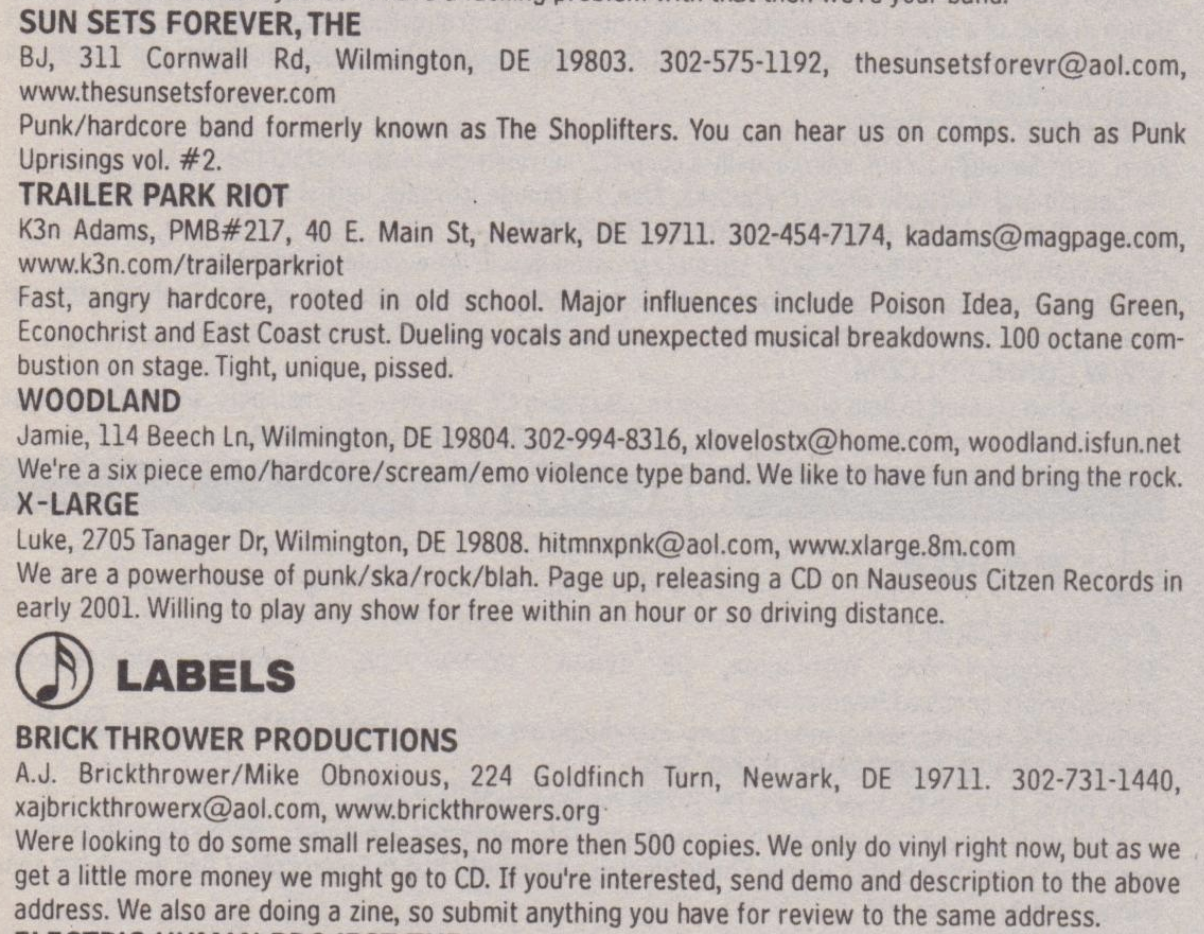 problem with that then we're your band.
SUN SETS FOREVER, THE
BJ, 311 Cornwall Rd, Wilmington, DE 19803. 302-575-1192, thesunsetsforevr@aol.com,
www.thesunsetsforever.com
Punk/hardcore band formerly known as The Shoplifters. You can hear us on comps. such as Punk
Uprisings vol. #2.
TRAILER PARK RIOT
K3n Adams, PMB#217, 40 E. Main St, Newark, DE 19711. 302-454-7174, kadams@magpage.com,
www.k3n.com/trailerparkriot
Fast, angry hardcore, rooted in old school. Major influences include Poison Idea, Gang Green,
Econochrist and East Coast crust. Dueling vocals and unexpected musical breakdowns. 100 octane com-
bustion on stage. Tight, unique, pissed.
WOODLAND
Jamie, 114 Beech Ln, Wilmington, DE 19804. 302-994-8316, xlovelostx@home.com, woodland.isfun.net
We're a six piece emo/hardcore/scream/emo violence type band. We like to have fun and bring the rock.
X-LARGE
Luke, 2705 Tanager Dr, Wilmington, DE 19808. hitmnxpnk@aol.com, www.xlarge.8m.com
We are a powerhouse of punk/ska/rock/blah. Page up, releasing a CD on Nauseous Citzen Records in
early 2001. Willing to play any show for free within an hour or so driving distance.
LABELS
BRICK THROWER PRODUCTIONS
A.J. Brickthrower/Mike Obnoxious, 224 Goldfinch Turn, Newark, DE 19711. 302-731-1440,
xajbrickthrowerx@aol.com, www.brickthrowers.org
Were looking to do some small releases, no more then 500 copies. We only do vinyl right now, but as we
get a little more money we might go to CD. If you're interested, send demo and description to the above
address. We also are doing a zine, so submit anything you have for review to the same address.